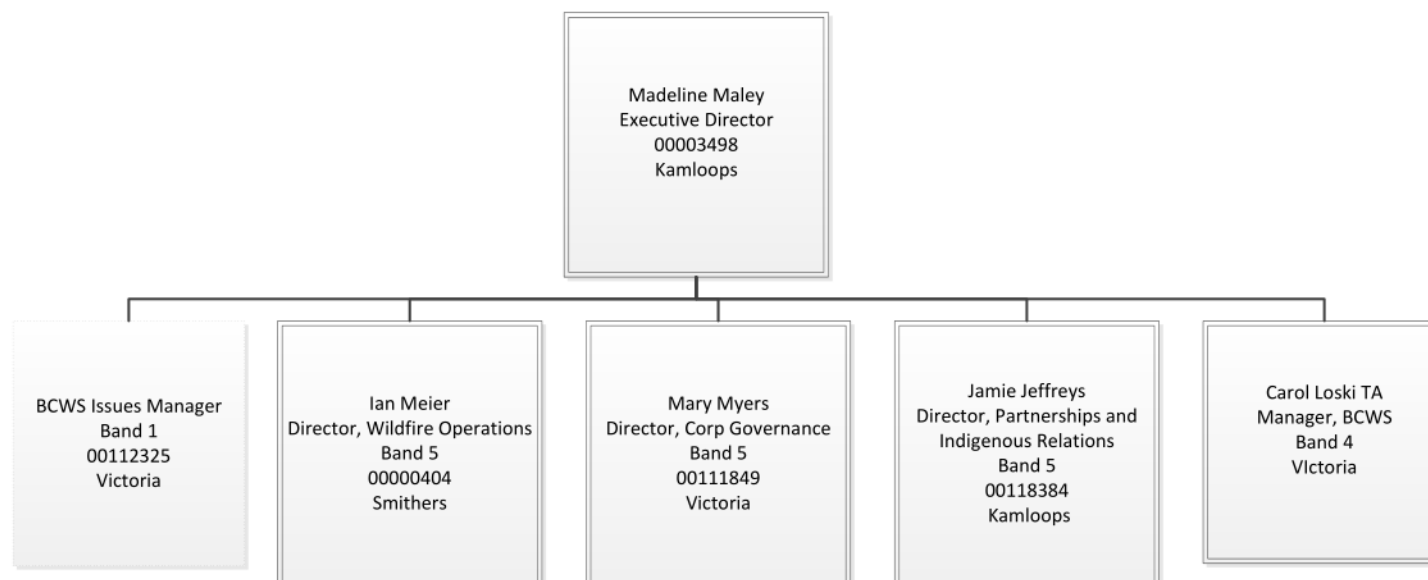 Madeline Maley
Executive Director
00003498
Kamloops
BCWS Issues Manager
Band 1
00112325
Victoria
Ian Meier
Director, Wildfire Operations
Band 5
00000404
Smithers
Mary Myers
Director, Corp Governance
Band 5
00111849
Victoria
Jamie Jeffreys
Director, Partnerships and
Indigenous Relations
Band 5
00118384
Kamloops
Carol Loski TA
Manager, BCWS
Band 4
VIctoria